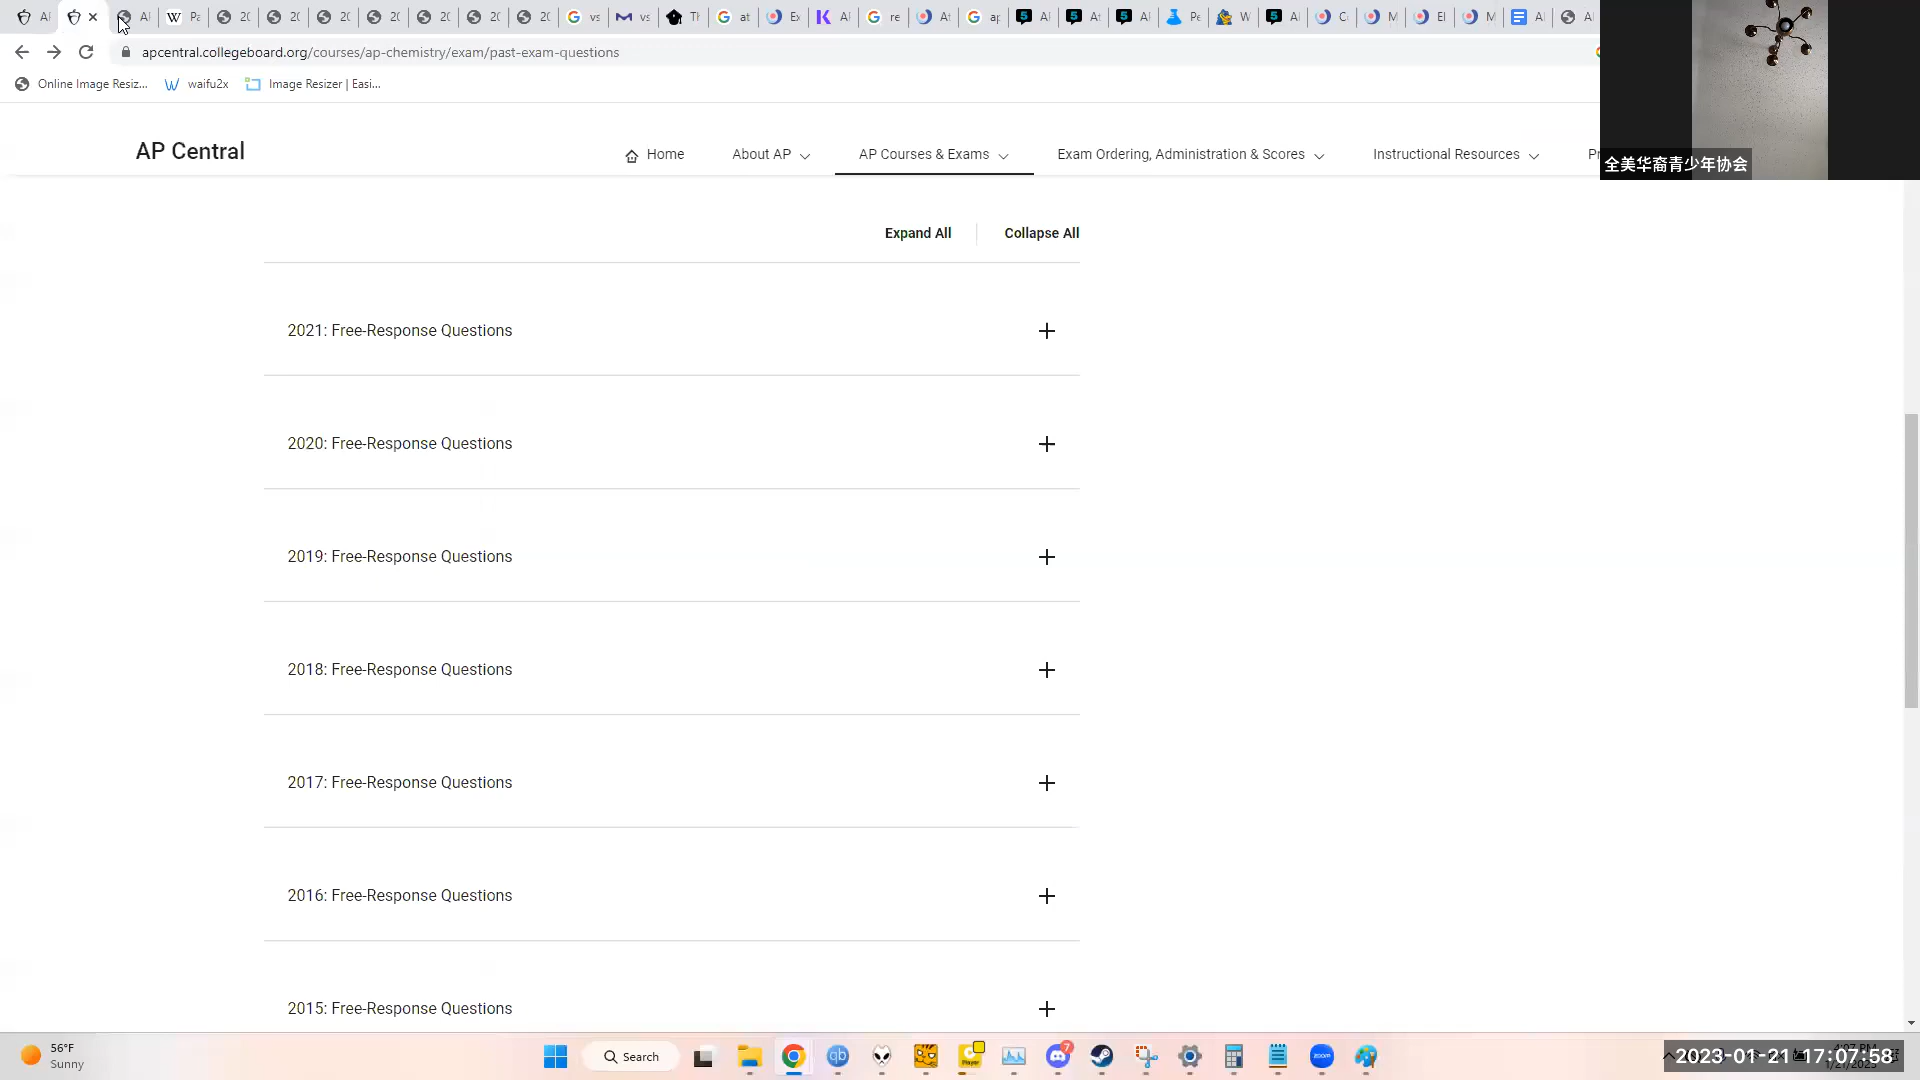 apcentral.collegeboard.org/courses/ap-chemistry/exam/past-exam-questions
Online Image Resiz...
waifu2x
Image Resizer | Easi...
AP Central
Home
About AP
AP Courses & Exams
Exam Ordering, Administration & Scores
Instructional Resources
全美华裔青少年协会
Expand All
Collapse All
2021: Free-Response Questions
2020: Free-Response Questions
2019: Free-Response Questions
2018: Free-Response Questions
2017: Free-Response Questions
2016: Free-Response Questions
2015: Free-Response Questions
56°F
Sunny
Search
2023-01-21 17:07:58